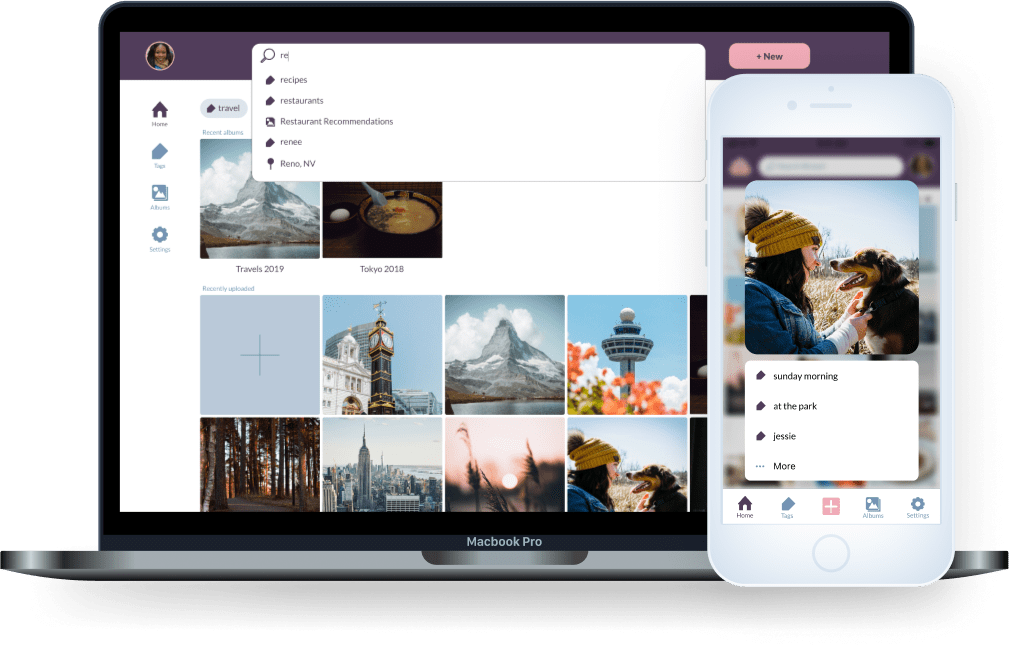 re
+ New
recipes
restaurants
Restaurant Recommendations
renee
Reno, NV
Home
Tags
Albums
Settings
travel
Recent albums
Travels 2019
Tokyo 2018
Recently uploaded
Macbook Pro
sunday morning
at the park
jessie
More
Home
Tags
Albums
Settings